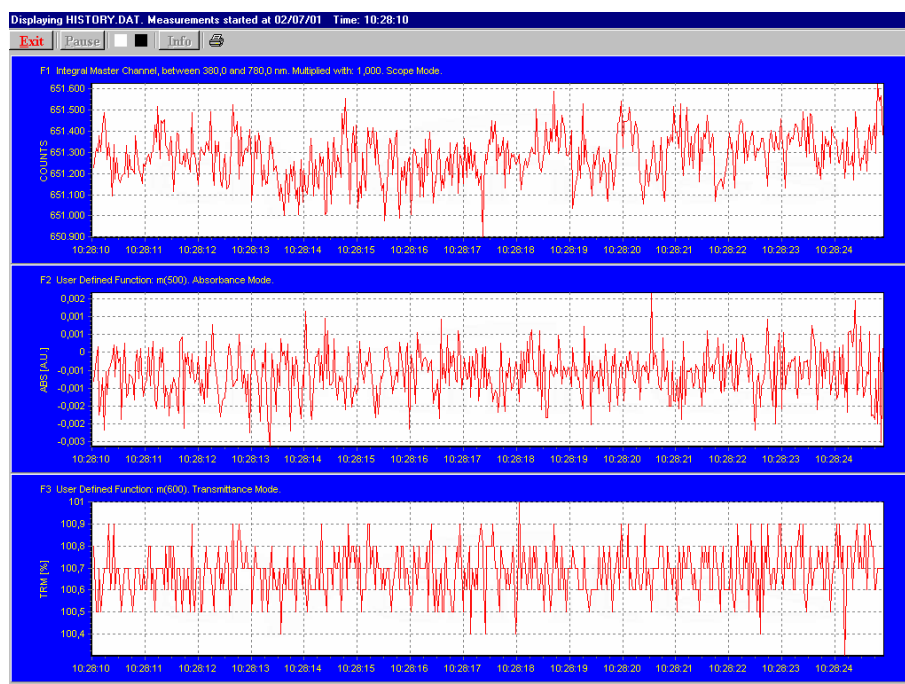 Displaying HISTORY.DAT. Measurements started at 02/07/01 Time: 10:28:10
Exit Pause Info
F1 Integral Master Channel, between 380,0 and 780,0 nm. Multiplied with: 1,000. Scope Mode.
651.600
651.500
651.400
651.300
651.200
651.100
651.000
650.900
COUNTS
10:28:10 10:28:11 10:28:12 10:28:13 10:28:14 10:28:15 10:28:16 10:28:17 10:28:18 10:28:19 10:28:20 10:28:21 10:28:22 10:28:23 10:28:24
F2 User Defined Function: m(500). Absorbance Mode.
0,002
0,001
0,001
0
-0,001
-0,001
-0,002
-0,002
-0,003
ABS [A.U.]
10:28:10 10:28:11 10:28:12 10:28:13 10:28:14 10:28:15 10:28:16 10:28:17 10:28:18 10:28:19 10:28:20 10:28:21 10:28:22 10:28:23 10:28:24
F3 User Defined Function: m(600). Transmittance Mode.
101
100,9
100,8
100,7
100,6
100,5
100,4
TRM [%]
10:28:10 10:28:11 10:28:12 10:28:13 10:28:14 10:28:15 10:28:16 10:28:17 10:28:18 10:28:19 10:28:20 10:28:21 10:28:22 10:28:23 10:28:24